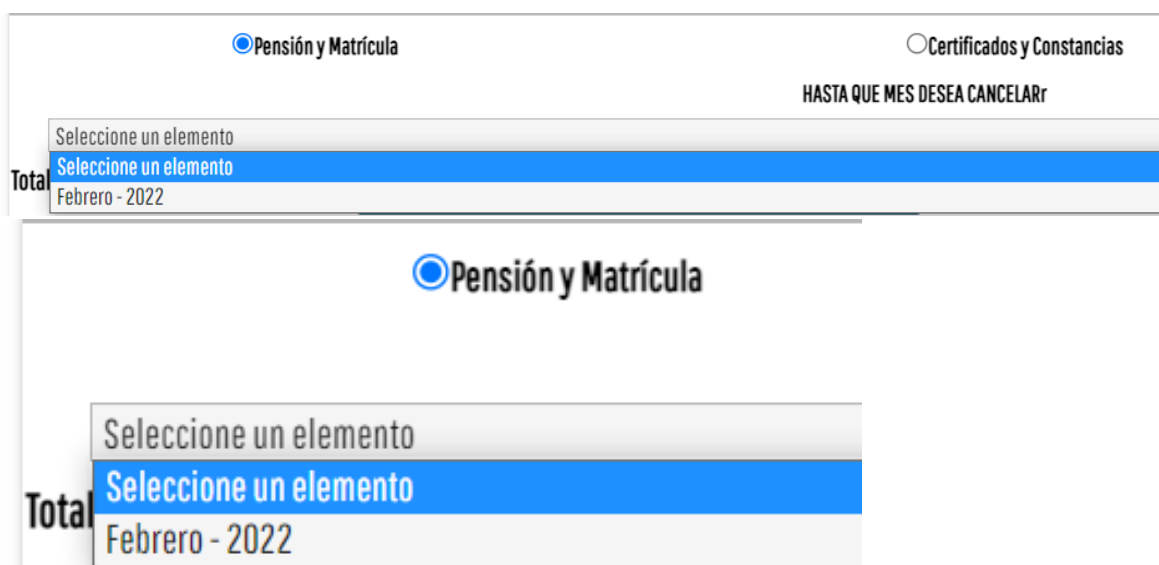 Pensión y Matrícula
Certificados y Constancias
HASTA QUE MES DESEA CANCELARr
Seleccione un elemento
Seleccione un elemento
Total
Febrero - 2022
Pensión y Matrícula
Seleccione un elemento
Seleccione un elemento
Total
Febrero - 2022